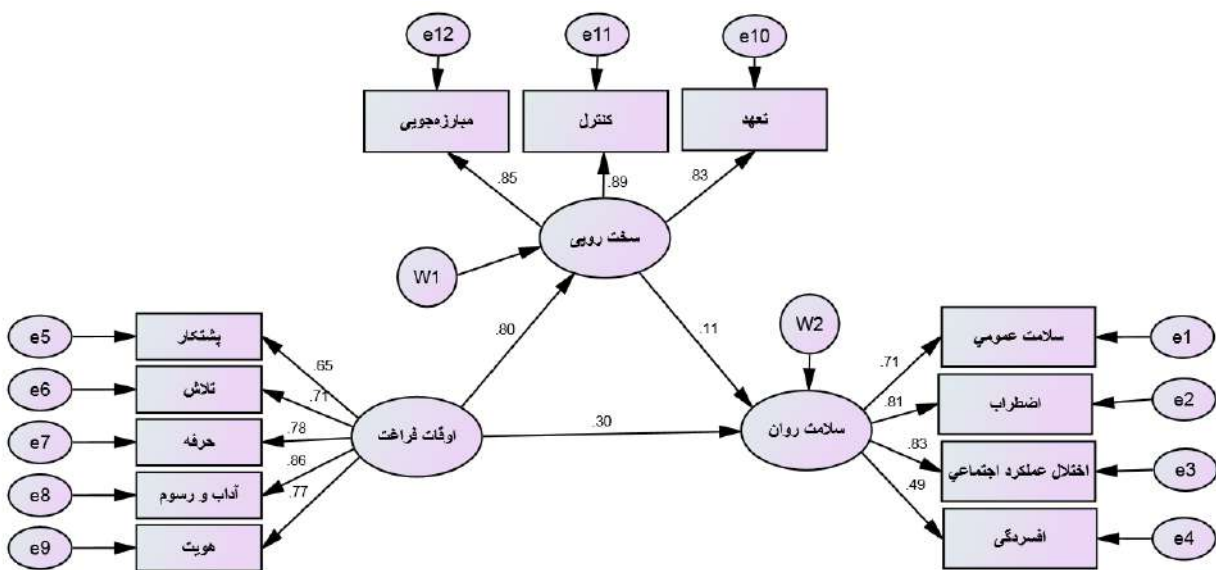 e12
e11
e10
مبارزه‌جویی
کنترل
تعهد
.85
.89
.83
سخت رویی
W1
.80
.11
W2
e5
پشتکار
.65
e6
تلاش
.71
e7
حرفه
.78
e8
آداب و رسوم
.86
e9
هویت
.77
اوقات فراغت
.30
سلامت روان
.71
سلامت عمومي
e1
.81
اضطراب
e2
.83
اختلال عملکرد اجتماعي
e3
.49
افسردگی
e4